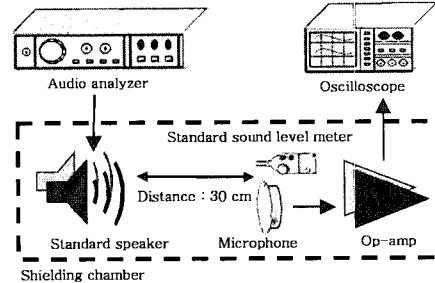 Audio analyzer
Oscilloscope
Standard sound level meter
Distance : 30 cm
Standard speaker
Microphone
Op-amp
Shielding chamber